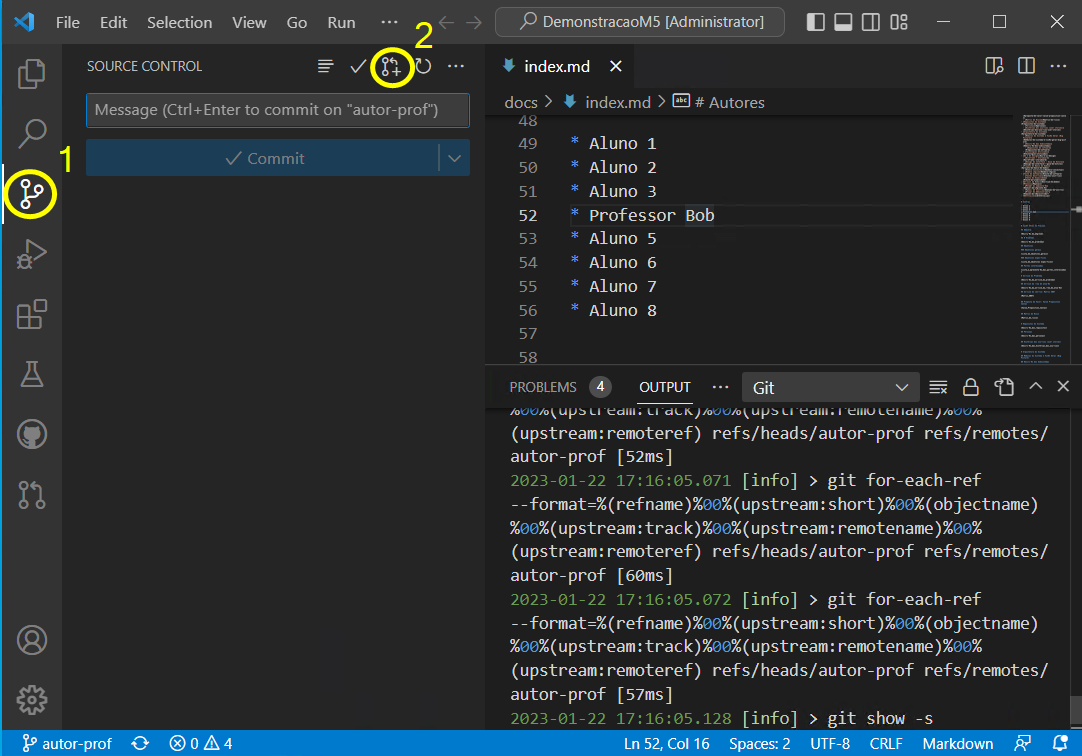 File Edit Selection View Go Run ··· DemonstracaoM5 [Administrator]
2
SOURCE CONTROL
Message (Ctrl+Enter to commit on "autor-prof")
1
Commit
index.md
docs > index.md > # Autores
48
49 * Aluno 1
50 * Aluno 2
51 * Aluno 3
52 * Professor Bob
53 * Aluno 5
54 * Aluno 6
55 * Aluno 7
56 * Aluno 8
57
58
PROBLEMS 4 OUTPUT ··· Git
%00%(upstream:track)%00%(upstream:remotename)%00%
(upstream:remoteref) refs/heads/autor-prof refs/remotes/
autor-prof [52ms]
2023-01-22 17:16:05.071 [info] > git for-each-ref
--format=%(refname)%00%(upstream:short)%00%(objectname)
%00%(upstream:track)%00%(upstream:remotename)%00%
(upstream:remoteref) refs/heads/autor-prof refs/remotes/
autor-prof [60ms]
2023-01-22 17:16:05.072 [info] > git for-each-ref
--format=%(refname)%00%(upstream:short)%00%(objectname)
%00%(upstream:track)%00%(upstream:remotename)%00%
(upstream:remoteref) refs/heads/autor-prof refs/remotes/
autor-prof [57ms]
2023-01-22 17:16:05.128 [info] > git show -s
autor-prof 0 4 Ln 52, Col 16 Spaces: 2 UTF-8 CRLF Markdown